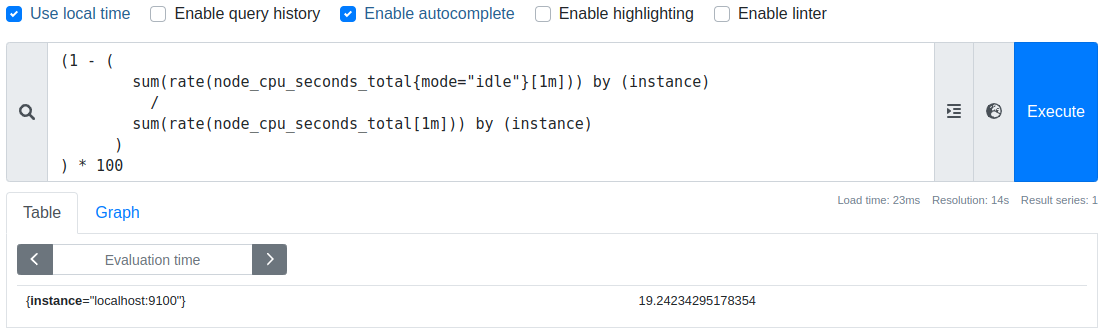 Use local time Enable query history Enable autocomplete Enable highlighting Enable linter
(1 - (
sum(rate(node_cpu_seconds_total{mode="idle"}[1m])) by (instance)
/
sum(rate(node_cpu_seconds_total[1m])) by (instance)
)
) * 100
Execute
Load time: 23ms Resolution: 14s Result series: 1
Table Graph
Evaluation time
{instance="localhost:9100"} 19.24234295178354